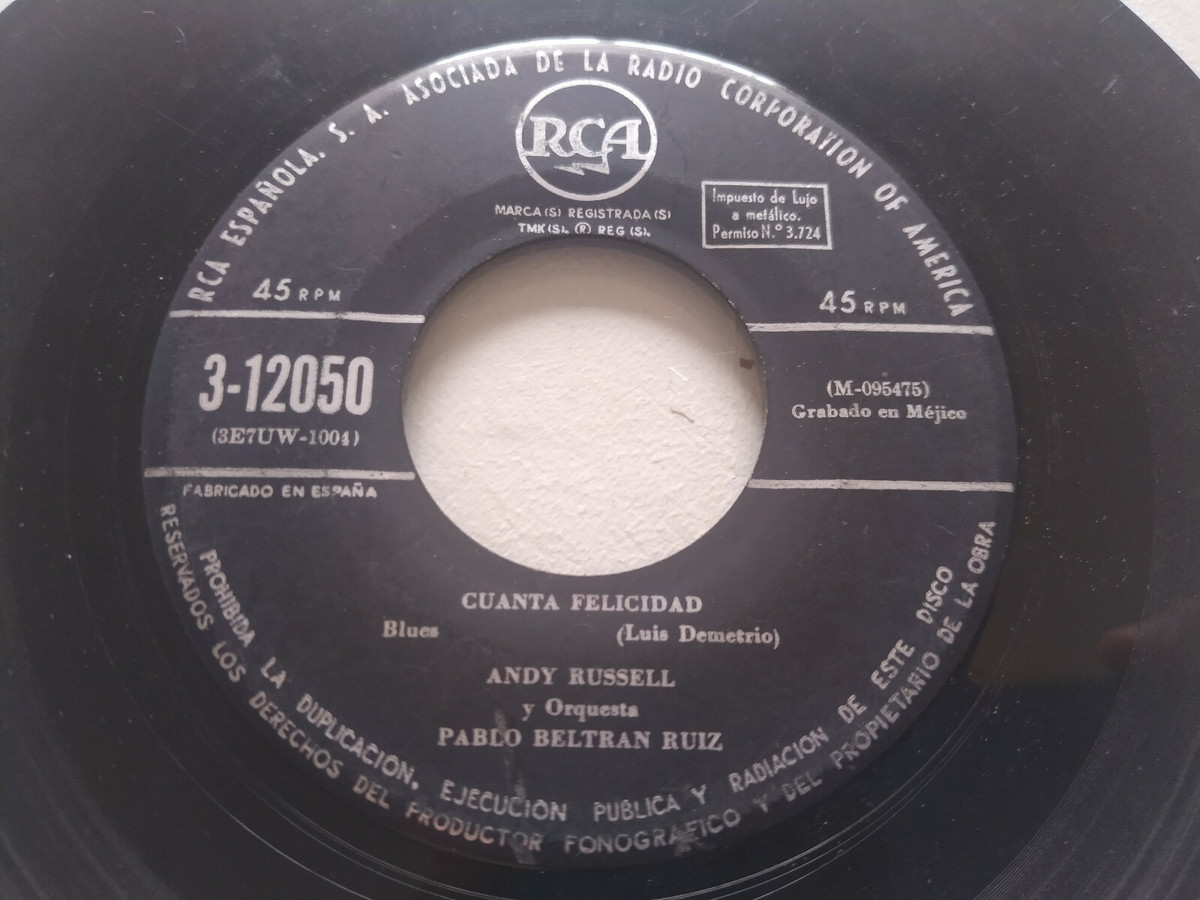 RCA ESPAÑOLA. S. A. ASOCIADA DE LA RADIO CORPORATION OF AMERICA
RCA
MARCA(S) REGISTRADA(S)
TMK(S). ® REG (S).
Impuesto de Lujo
a metálico.
Permiso N.º 3.724
45 RPM
45 RPM
3-12050
(3E7UW-1004)
(M-095475)
Grabado en Méjico
FABRICADO EN ESPAÑA
CUANTA FELICIDAD
Blues (Luis Demetrio)
ANDY RUSSELL
y Orquesta
PABLO BELTRAN RUIZ
PROHIBIDA LA DUPLICACION, EJECUCION PUBLICA Y RADIACION DE ESTE DISCO
RESERVADOS LOS DERECHOS DEL PRODUCTOR FONOGRAFICO Y DEL PROPIETARIO DE LA OBRA